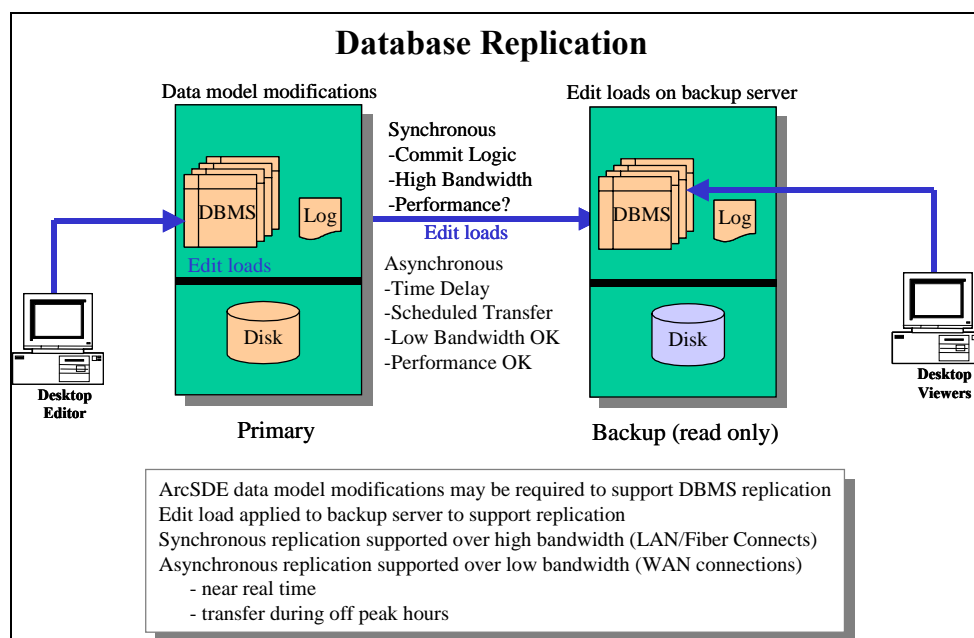 Database Replication
Data model modifications
Edit loads on backup server
Synchronous
-Commit Logic
-High Bandwidth
-Performance?
Edit loads
DBMS
Log
Edit loads
Disk
Asynchronous
-Time Delay
-Scheduled Transfer
-Low Bandwidth OK
-Performance OK
DBMS
Log
Disk
Desktop
Editor
Desktop
Viewers
Primary
Backup (read only)
ArcSDE data model modifications may be required to support DBMS replication
Edit load applied to backup server to support replication
Synchronous replication supported over high bandwidth (LAN/Fiber Connects)
Asynchronous replication supported over low bandwidth (WAN connections)
- near real time
- transfer during off peak hours